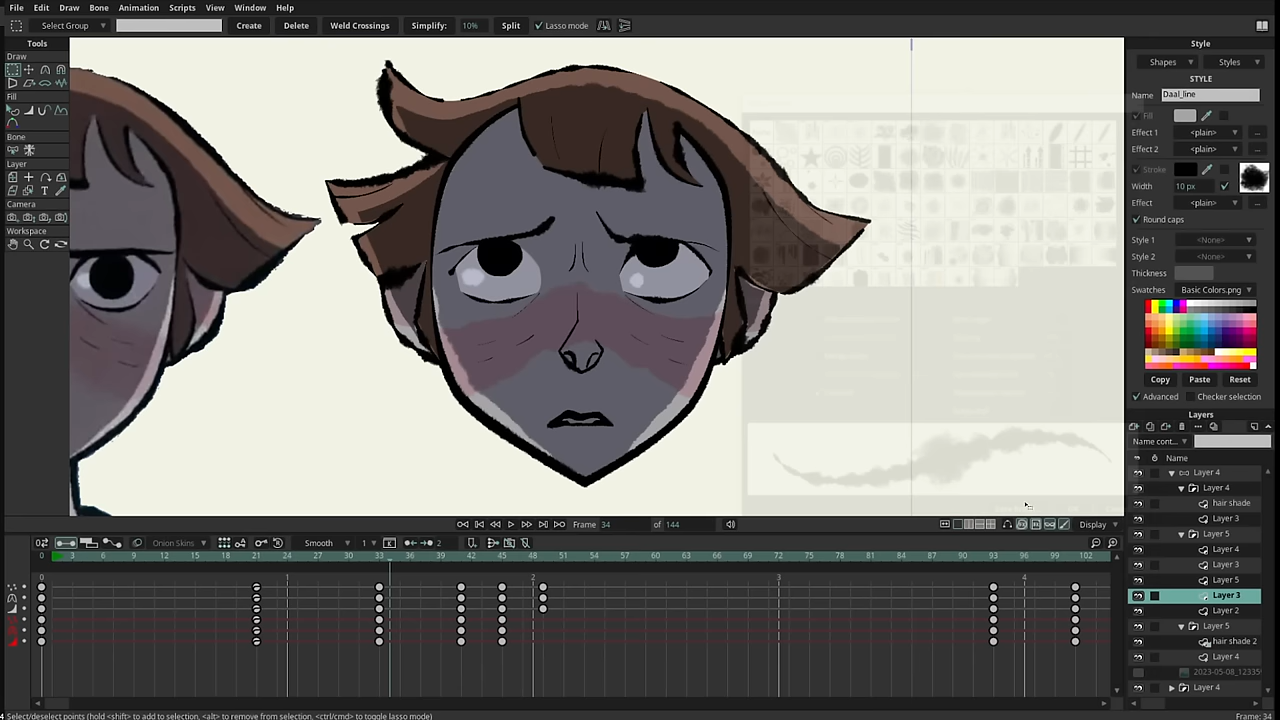 File Edit Draw Bone Animation Scripts View Window Help
Select Group Create Delete Weld Crossings Simplify: 10% Split Lasso mode
Tools
Draw
Fill
Bone
Layer
Camera
Workspace
Style
Shapes Styles
STYLE
Name Daal_line
Fill
Effect 1 <plain> ...
Effect 2 <plain> ...
Stroke
Width 10 px
Effect <plain>
Round caps
Style 1 <None>
Style 2 <None>
Thickness
Swatches Basic Colors.png
Copy Paste Reset
Advanced Checker selection
Layers
Name cont...
Name
Layer 4
Layer 4
hair shade
Layer 3
Layer 5
Layer 4
Layer 3
Layer 5
Layer 3
Layer 2
Layer 5
hair shade 2
Layer 4
2023-05-08_12335
Layer 4
Frame 34 of 144 Display
Onion Skins Smooth 1 2
0 3 6 9 12 15 18 21 24 27 30 33 36 39 42 45 48 51 54 57 60 63 66 69 72 75 78 81 84 87 90 93 96 99 102
0 1 2 3 4
Select/deselect points (hold <shift> to add to selection, <alt> to remove from selection, <ctrl/cmd> to toggle lasso mode) Frame: 34